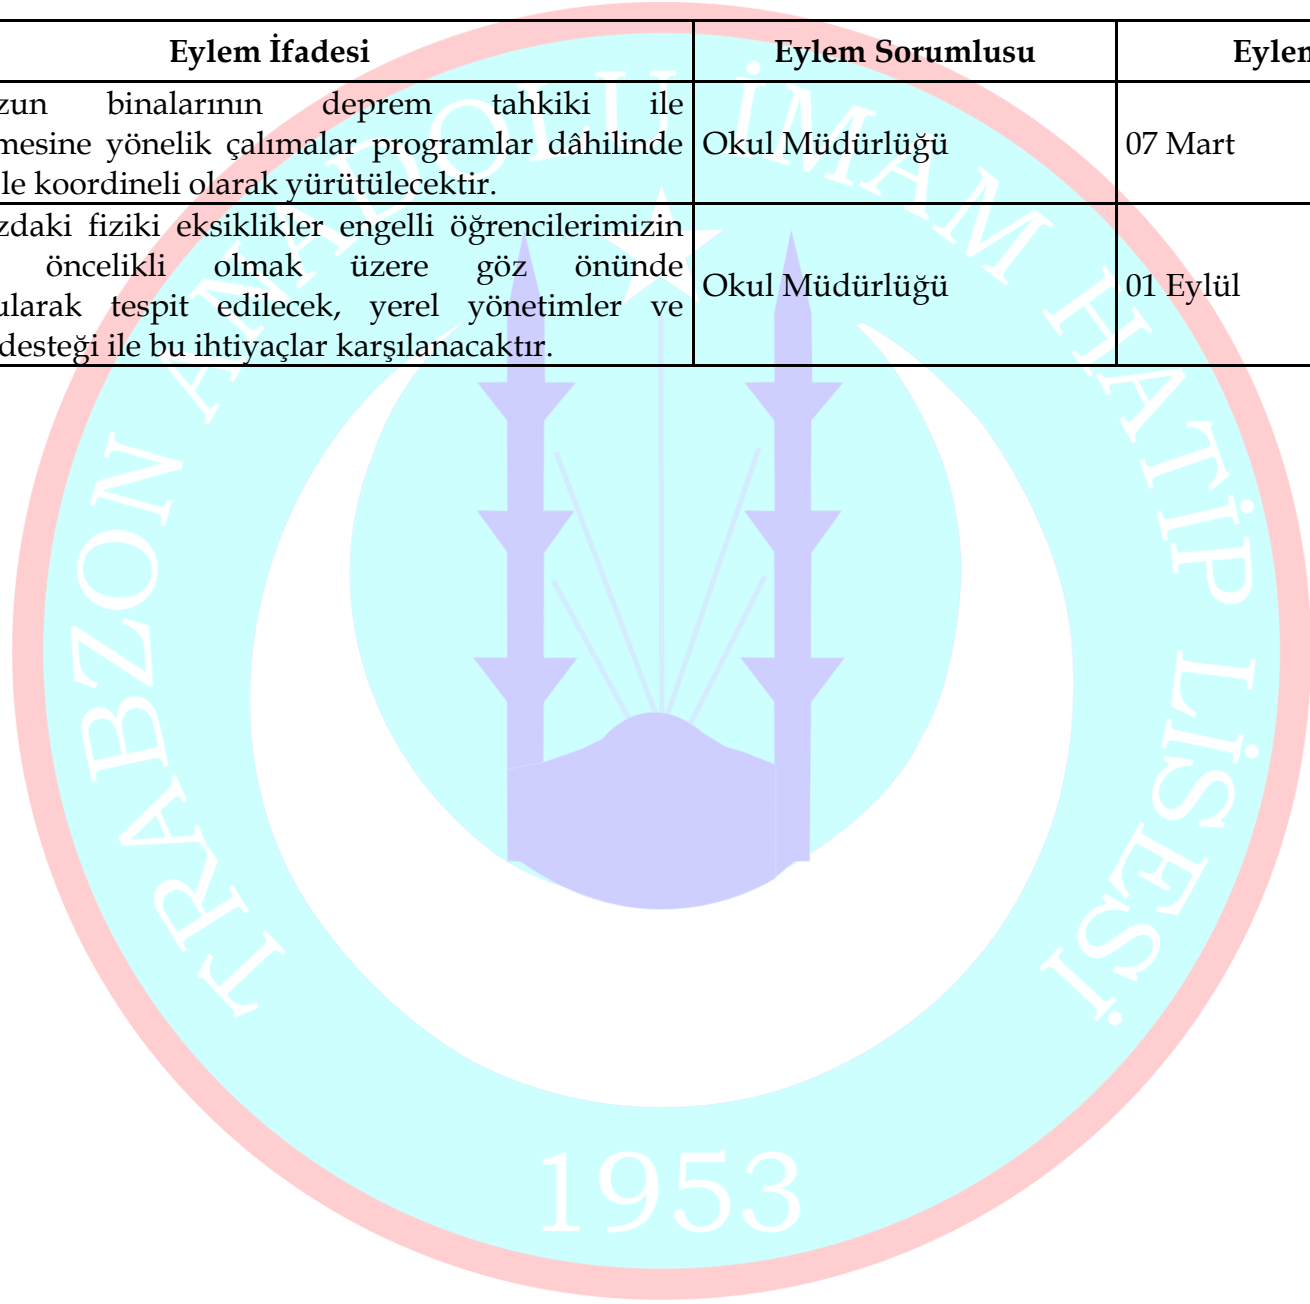 Eylem İfadesi Eylem Sorumlusu Eylem
zun binalarının deprem tahkiki ile
mesine yönelik çalımalar programlar dâhilinde
le koordineli olarak yürütülecektir.
Okul Müdürlüğü
07 Mart
zdaki fiziki eksiklikler engelli öğrencilerimizin
öncelikli olmak üzere göz önünde
ularak tespit edilecek, yerel yönetimler ve
desteği ile bu ihtiyaçlar karşılanacaktır.
Okul Müdürlüğü
01 Eylül
TRABZON ANADOLU İMAM HATİP LİSESİ
1953